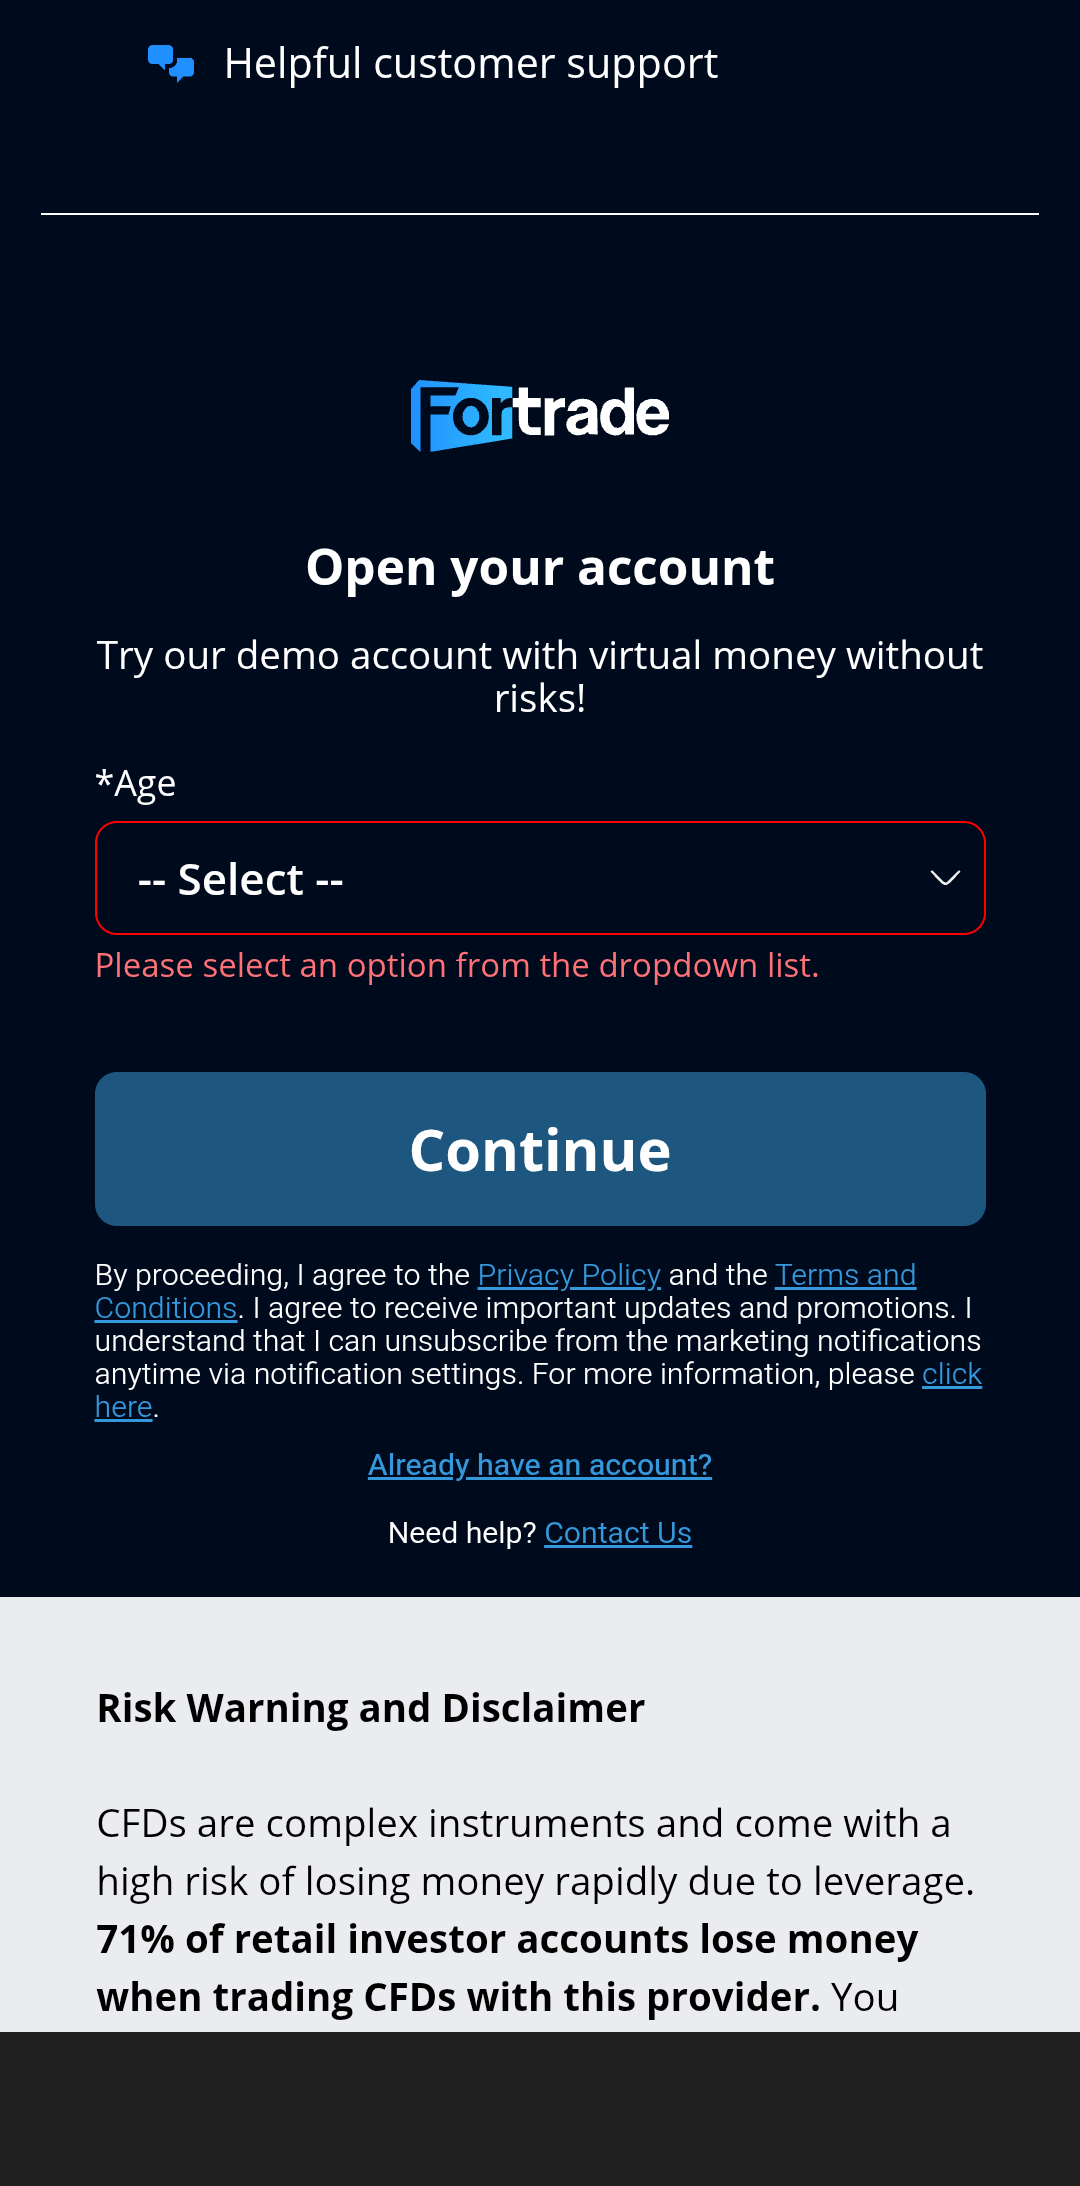 Helpful customer support
Fortrade
Open your account
Try our demo account with virtual money without
risks!
*Age
-- Select --
Please select an option from the dropdown list.
Continue
By proceeding, I agree to the Privacy Policy and the Terms and
Conditions. I agree to receive important updates and promotions. I
understand that I can unsubscribe from the marketing notifications
anytime via notification settings. For more information, please click
here.
Already have an account?
Need help? Contact Us
Risk Warning and Disclaimer
CFDs are complex instruments and come with a
high risk of losing money rapidly due to leverage.
71% of retail investor accounts lose money
when trading CFDs with this provider. You